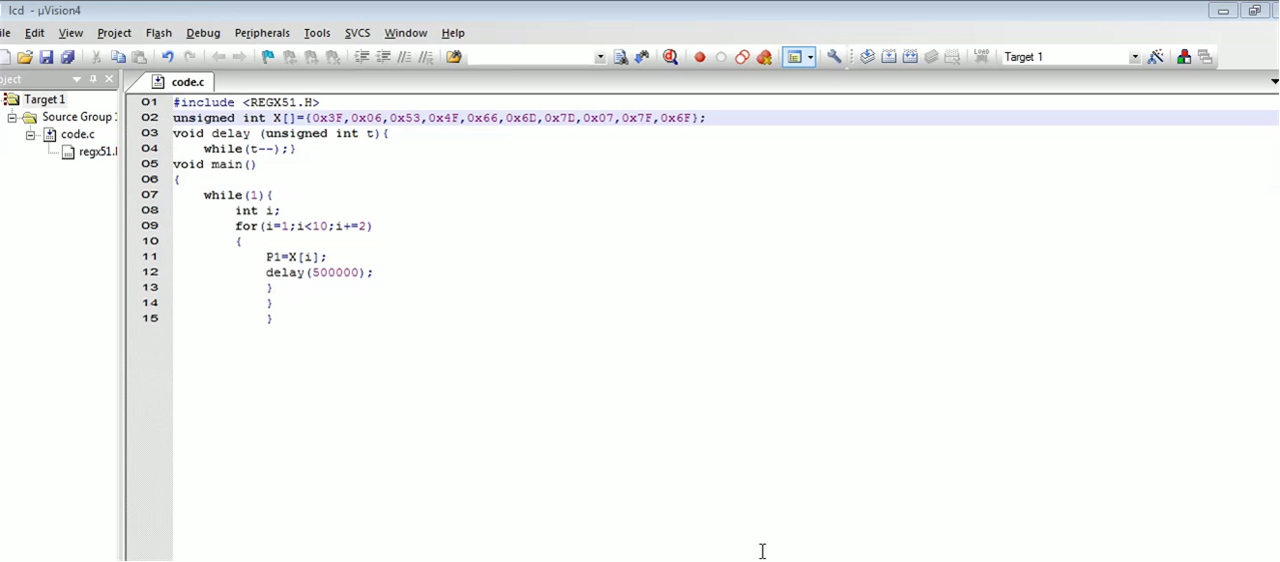 lcd - µVision4
ile Edit View Project Flash Debug Peripherals Tools SVCS Window Help
Target 1
oject
code.c
Target 1
Source Group 1
code.c
regx51.l
01 #include <REGX51.H>
02 unsigned int X[]={0x3F,0x06,0x53,0x4F,0x66,0x6D,0x7D,0x07,0x7F,0x6F};
03 void delay (unsigned int t){
04 while(t--);}
05 void main()
06 {
07 while(1){
08 int i;
09 for(i=1;i<10;i+=2)
10 {
11 P1=X[i];
12 delay(500000);
13 }
14 }
15 }